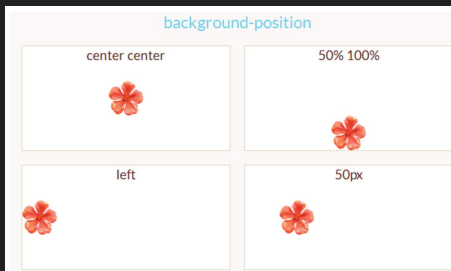 background-position
center center
50% 100%
left
50px